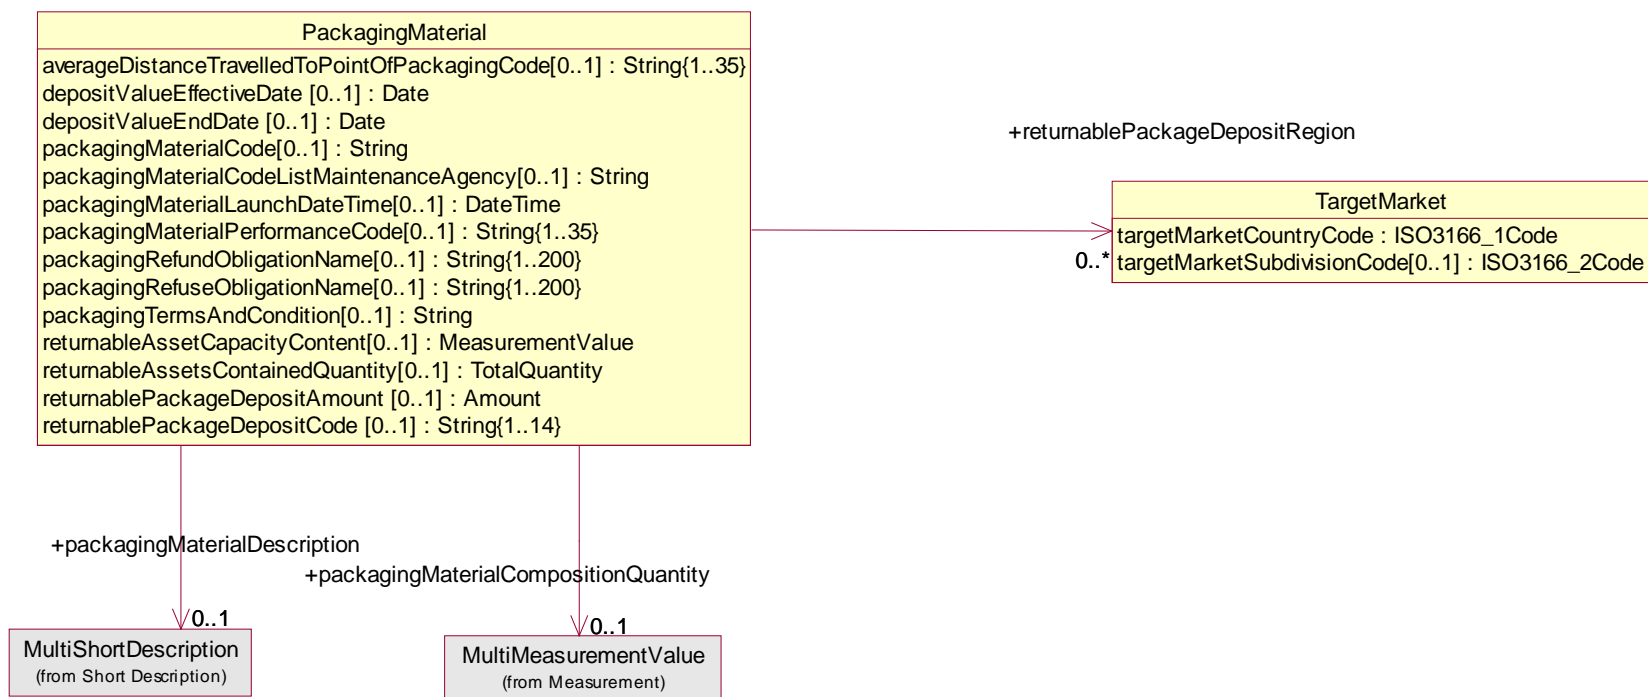 PackagingMaterial
averageDistanceTravelledToPointOfPackagingCode[0..1] : String{1..35}
depositValueEffectiveDate [0..1] : Date
depositValueEndDate [0..1] : Date
packagingMaterialCode[0..1] : String
packagingMaterialCodeListMaintenanceAgency[0..1] : String
packagingMaterialLaunchDateTime[0..1] : DateTime
packagingMaterialPerformanceCode[0..1] : String{1..35}
packagingRefundObligationName[0..1] : String{1..200}
packagingRefuseObligationName[0..1] : String{1..200}
packagingTermsAndCondition[0..1] : String
returnableAssetCapacityContent[0..1] : MeasurementValue
returnableAssetsContainedQuantity[0..1] : TotalQuantity
returnablePackageDepositAmount [0..1] : Amount
returnablePackageDepositCode [0..1] : String{1..14}
+returnablePackageDepositRegion
0..*
TargetMarket
targetMarketCountryCode : ISO3166_1Code
targetMarketSubdivisionCode[0..1] : ISO3166_2Code
+packagingMaterialDescription
+packagingMaterialCompositionQuantity
0..1
0..1
MultiShortDescription
(from Short Description)
MultiMeasurementValue
(from Measurement)